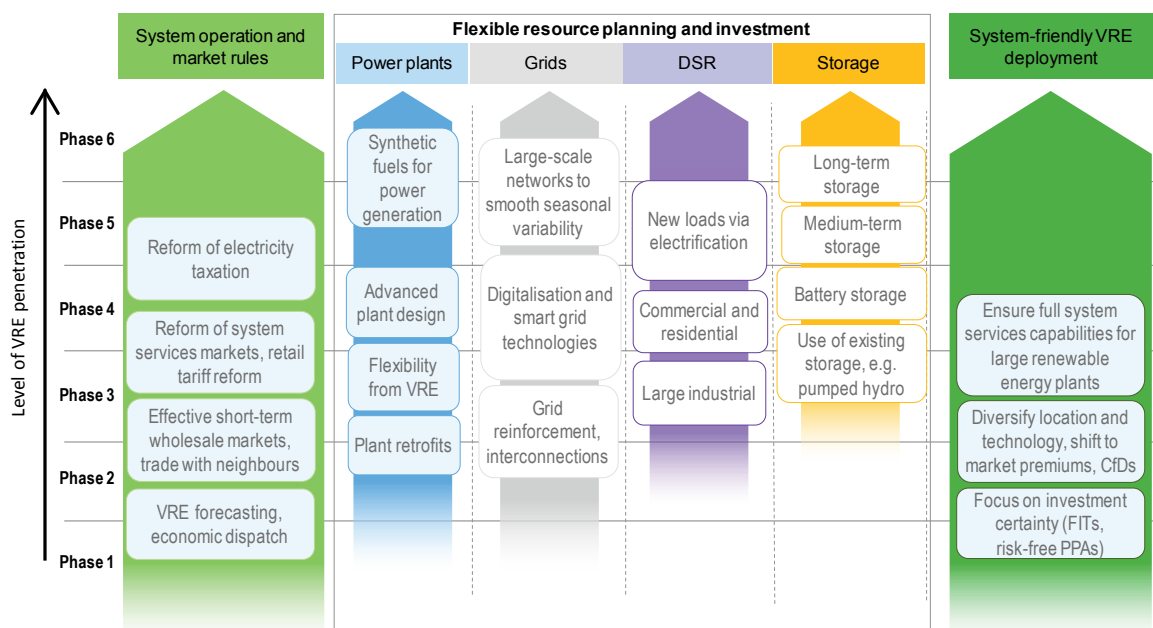 System operation and
market rules
Flexible resource planning and investment
Power plants
Grids
DSR
Storage
System-friendly VRE
deployment
Level of VRE penetration
Phase 6
Phase 5
Phase 4
Phase 3
Phase 2
Phase 1
Reform of electricity
taxation
Reform of system
services markets, retail
tariff reform
Effective short-term
wholesale markets,
trade with neighbours
VRE forecasting,
economic dispatch
Synthetic
fuels for
power
generation
Advanced
plant design
Flexibility
from VRE
Plant retrofits
Large-scale
networks to
smooth seasonal
variability
Digitalisation and
smart grid
technologies
Grid
reinforcement,
interconnections
New loads via
electrification
Commercial and
residential
Large industrial
Long-term
storage
Medium-term
storage
Battery storage
Use of existing
storage, e.g.
pumped hydro
Ensure full system
services capabilities for
large renewable
energy plants
Diversify location and
technology, shift to
market premiums, CfDs
Focus on investment
certainty (FITs,
risk-free PPAs)